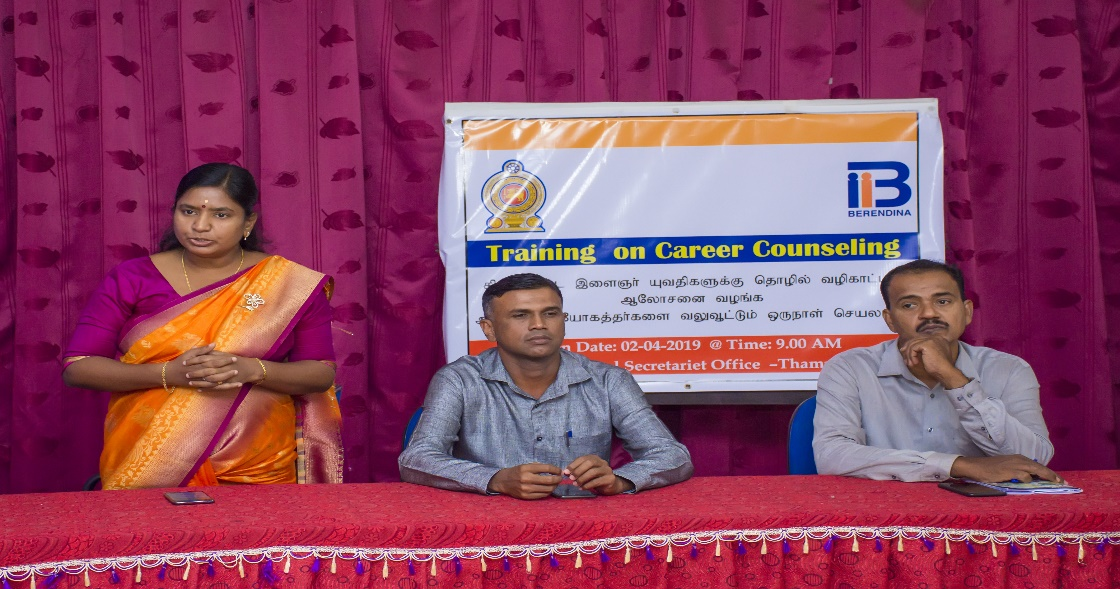 BERENDINA
Training on Career Counseling
இளைஞர் யுவதிகளுக்கு தொழில் வழிகாட்
ஆலோசனை வழங்க
யோகத்தர்களை வலுவூட்டும் ஒருநாள் செயல
Date: 02-04-2019 @ Time: 9.00 AM
Secretariet Office –Tham